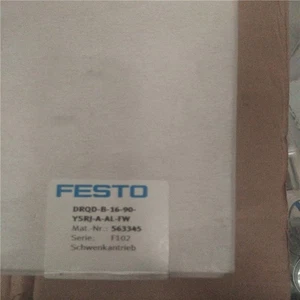 FESTO
DRQD-B-16-90-
YSRJ-A-AL-FW
Mat.-Nr.: 563345
Serie: F102
Schwenkantrieb